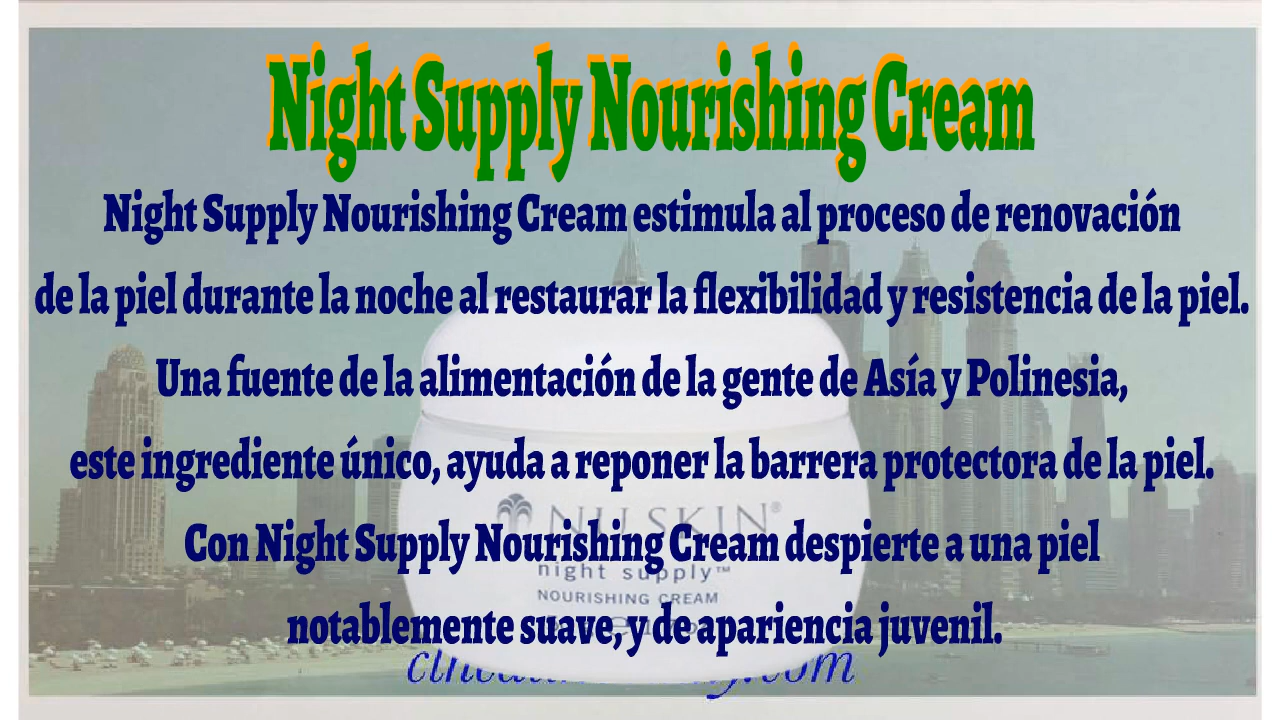 Night Supply Nourishing Cream
Night Supply Nourishing Cream estimula al proceso de renovación
de la piel durante la noche al restaurar la flexibilidad y resistencia de la piel.
Una fuente de la alimentación de la gente de Asía y Polinesia,
este ingrediente único, ayuda a reponer la barrera protectora de la piel.
NU SKIN®
Con Night Supply Nourishing Cream despierte a una piel
night supply™
NOURISHING CREAM
notablemente suave, y de apariencia juvenil.